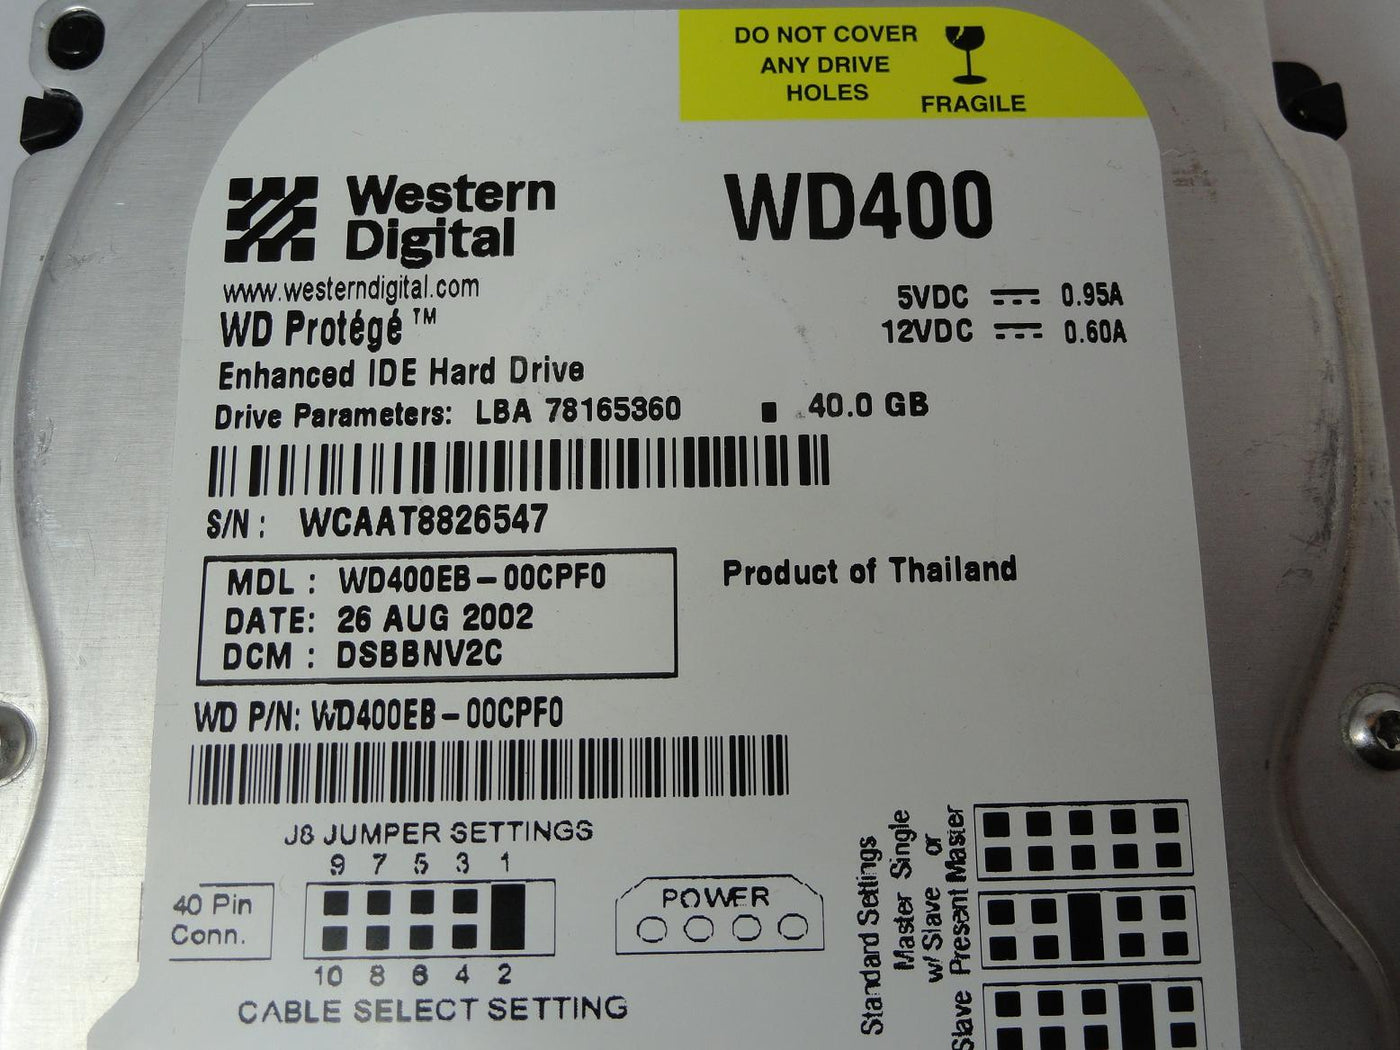 DO NOT COVER
ANY DRIVE
HOLES
FRAGILE
Western
Digital
WD400
www.westerndigital.com
5VDC 0.95A
WD Protégé™
12VDC 0.60A
Enhanced IDE Hard Drive
Drive Parameters: LBA 78165360 ▪ 40.0 GB
S/N: WCAAT8826547
MDL: WD400EB-00CPF0
Product of Thailand
DATE: 26 AUG 2002
DCM: DSBBNV2C
WD P/N: WD400EB-00CPF0
J8 JUMPER SETTINGS
9 7 5 3 1
40 Pin
Conn.
POWER
10 8 6 4 2
CABLE SELECT SETTING
Standard Settings
Master Single
w/Slave or
Slave Present Master